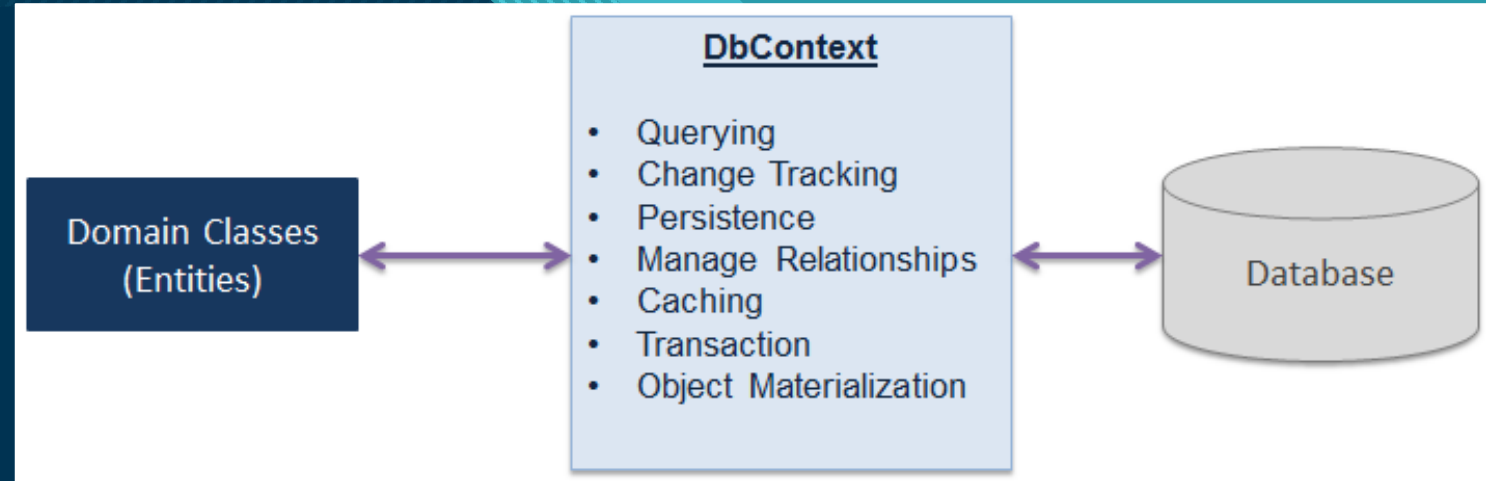 Domain Classes
(Entities)
DbContext
• Querying
• Change Tracking
• Persistence
• Manage Relationships
• Caching
• Transaction
• Object Materialization
Database